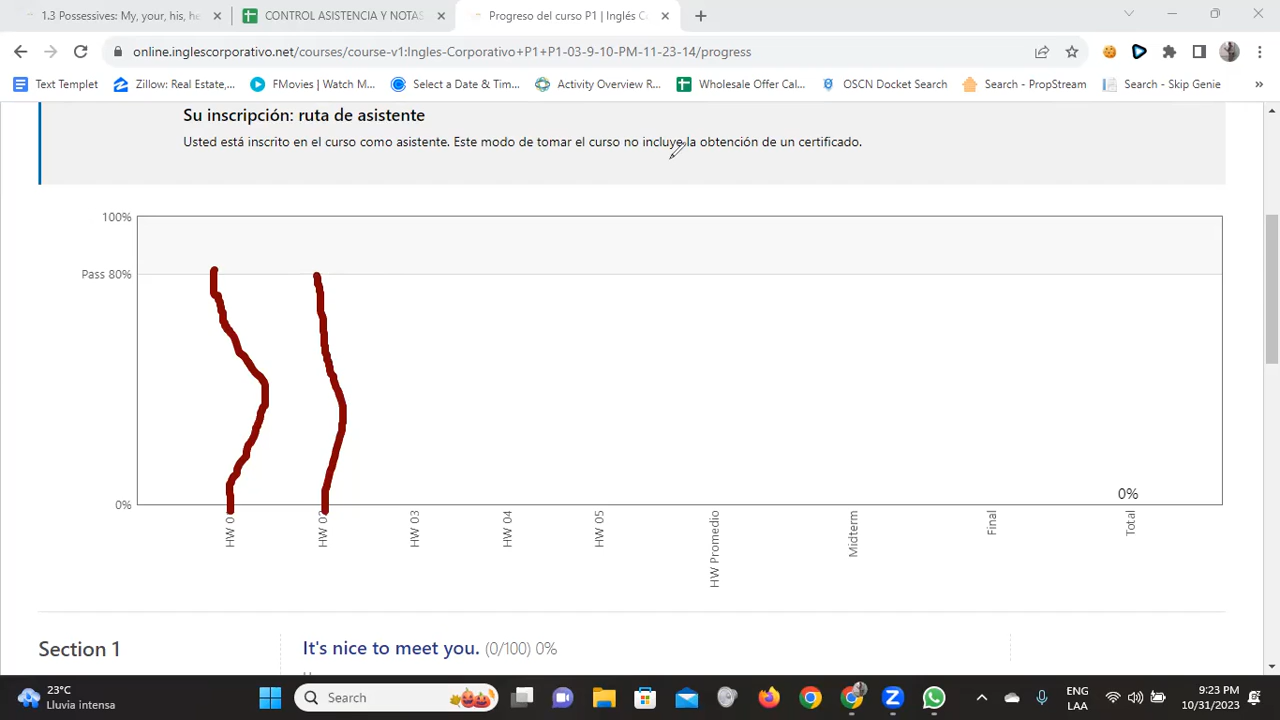 1.3 Possessives: My, your, his, he
CONTROL ASISTENCIA Y NOTAS
Progreso del curso P1 | Inglés C
online.inglescorporativo.net/courses/course-v1:Ingles-Corporativo+P1+P1-03-9-10-PM-11-23-14/progress
Text Templet
Zillow: Real Estate,...
FMovies | Watch M...
Select a Date & Tim...
Activity Overview R...
Wholesale Offer Cal...
OSCN Docket Search
Search - PropStream
Search - Skip Genie
Su inscripción: ruta de asistente
Usted está inscrito en el curso como asistente. Este modo de tomar el curso no incluye la obtención de un certificado.
100%
Pass 80%
0%
0%
HW 0
HW 02
HW 03
HW 04
HW 05
HW Promedio
Midterm
Final
Total
Section 1
It's nice to meet you. (0/100) 0%
23°C
Lluvia intensa
Search
ENG
LAA
9:23 PM
10/31/2023